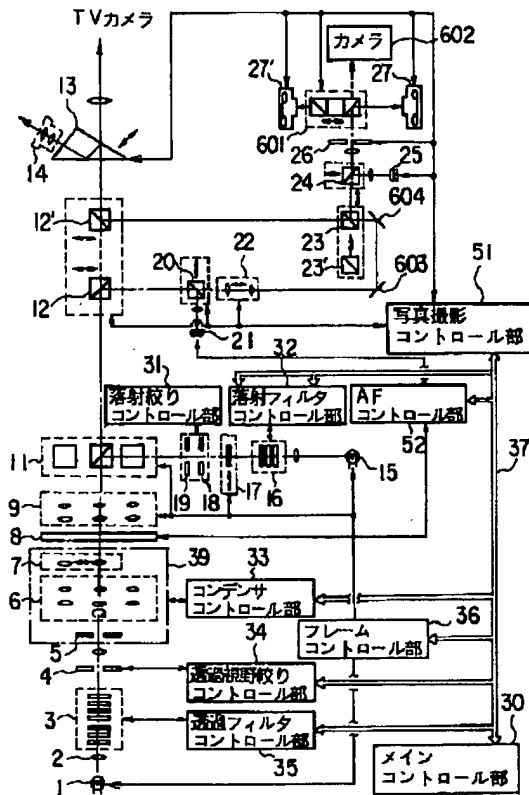 TVカメラ
13
14
27'
カメラ
602
27
601
26
25
24
12'
604
23
20
22
23'
12
603
51
21
写真撮影
コントロール部
31
32
落射絞り
コントロール部
落射フィルタ
コントロール部
AF
コントロール部
52
37
11
19
18
17
16
15
9
8
39
7
33
6
コンデンサ
コントロール部
36
フレーム
コントロール部
5
34
4
透過視野絞り
コントロール部
3
透過フィルタ
コントロール部
35
30
メイン
コントロール部
2
1